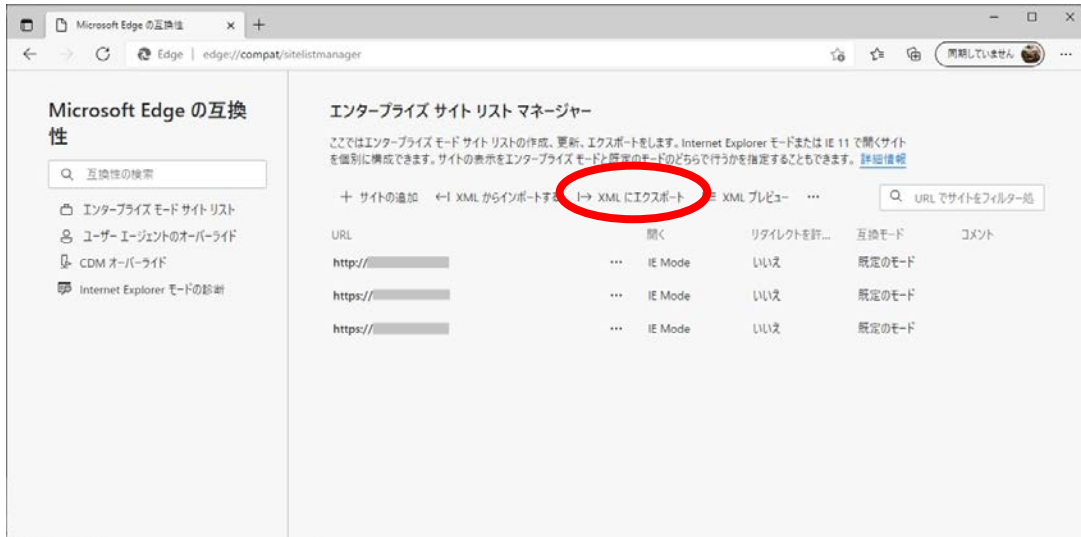 Microsoft Edge の互換性
Edge | edge://compat/sitelistmanager
同期していません
Microsoft Edge の互換
性
互換性の検索
エンタープライズ モード サイト リスト
ユーザー エージェントのオーバーライド
CDM オーバーライド
Internet Explorer モードの診断
エンタープライズ サイト リスト マネージャー
ここではエンタープライズ モード サイト リストの作成、更新、エクスポートをします。Internet Explorer モードまたは IE 11 で開くサイト
を個別に構成できます。サイトの表示をエンタープライズ モードと既定のモードのどちらで行うかを指定することもできます。 詳細情報
サイトの追加 XML からインポートする XML にエクスポート XML プレビュー ... URL でサイトをフィルター処
URL 開く リダイレクトを許... 互換モード コメント
http:// ... IE Mode いいえ 既定のモード
https:// ... IE Mode いいえ 既定のモード
https:// ... IE Mode いいえ 既定のモード